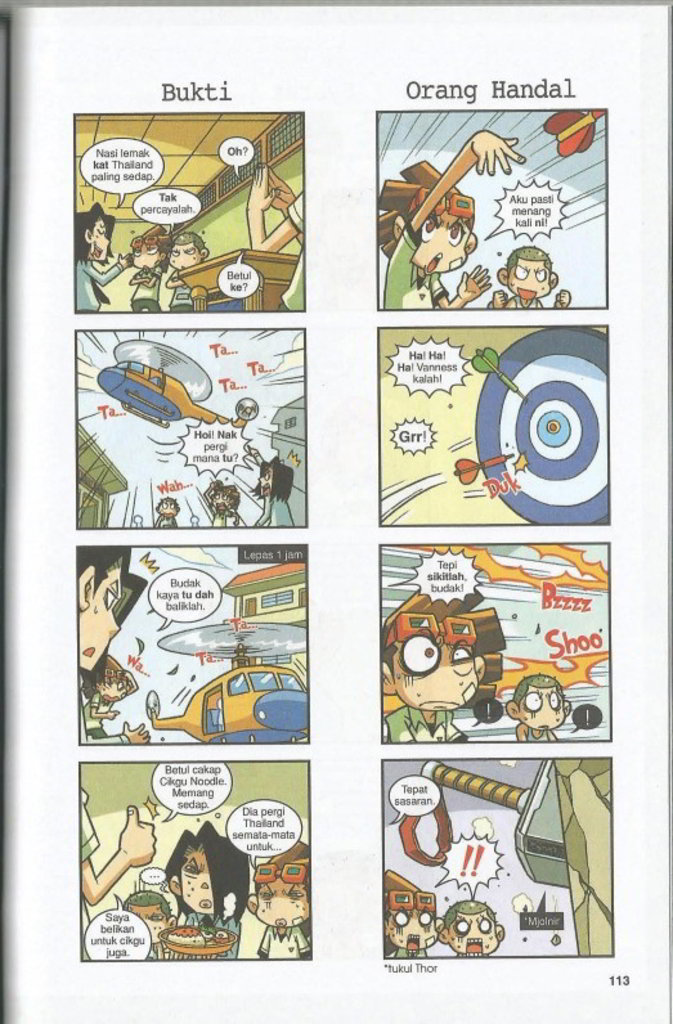 Bukti
Nasi lemak
kat Thailand
paling sedap.
Tak
percayalah.
Oh?
Betul
ke?
Ta...
Ta...
Ta...
Ta...
Hoi! Nak
pergi
mana tu?
Wah...
Lepas 1 jam
Budak
kaya tu dah
baliklah.
Ta...
Ta...
Wa...
Betul cakap
Cikgu Noodle.
Memang
sedap.
Dia pergi
Thailand
semata-mata
untuk...
...
Saya
belikan
untuk cikgu
juga.
Orang Handal
Aku pasti
menang
kali ni!
Ha! Ha!
Ha! Vanness
kalah!
Grr!
Duk
Tepi
sikitlah,
budak!
Bzzzz
Shoo
!
!
Tepat
sasaran.
!!
*Mjolnir
*tukul Thor
113